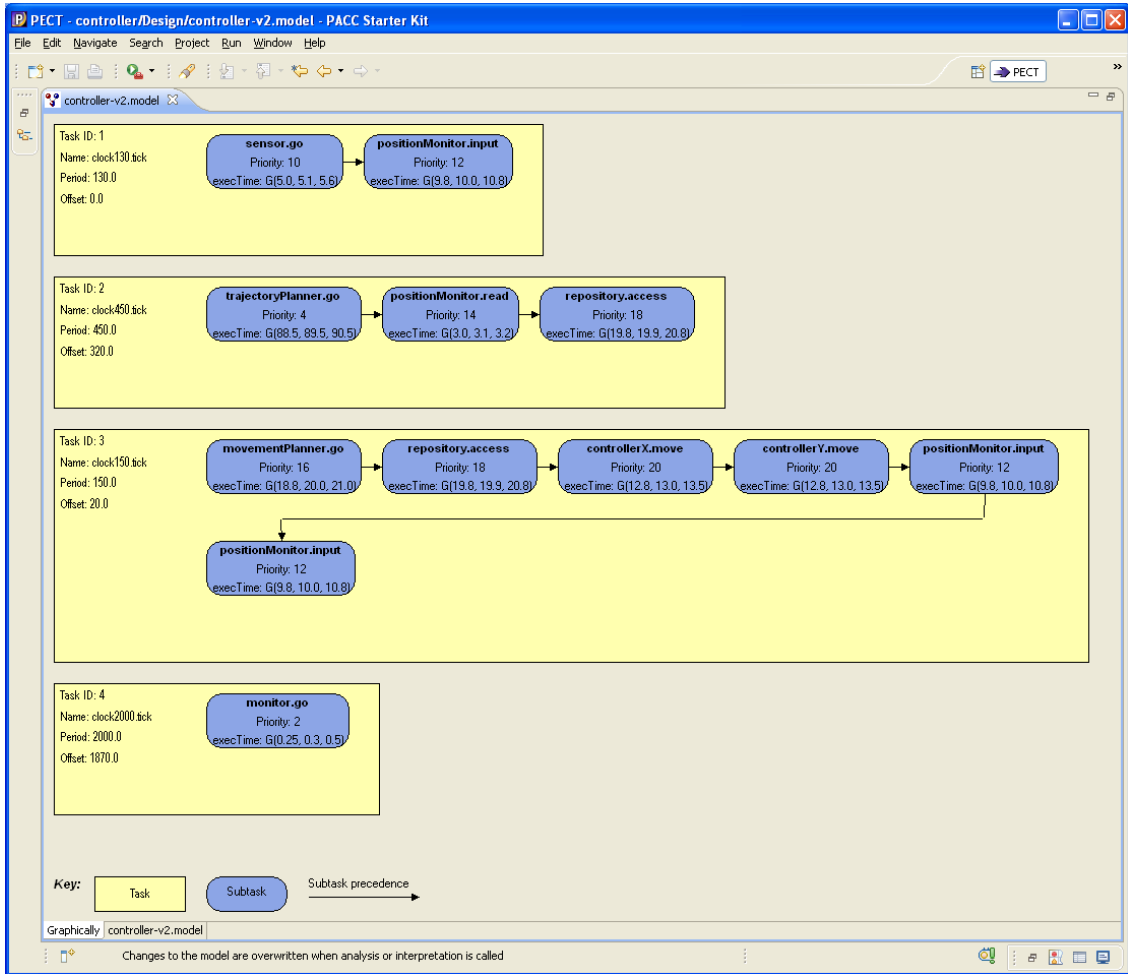 PECT - controller/Design/controller-v2.model - PACC Starter Kit
File Edit Navigate Search Project Run Window Help
PECT
controller-v2.model
Task ID: 1
Name: clock130.tick
Period: 130.0
Offset: 0.0
sensor.go
Priority: 10
execTime: G(5.0, 5.1, 5.6)
positionMonitor.input
Priority: 12
execTime: G(9.8, 10.0, 10.8)
Task ID: 2
Name: clock450.tick
Period: 450.0
Offset: 320.0
trajectoryPlanner.go
Priority: 4
execTime: G(88.5, 89.5, 90.5)
positionMonitor.read
Priority: 14
execTime: G(3.0, 3.1, 3.2)
repository.access
Priority: 18
execTime: G(19.8, 19.9, 20.8)
Task ID: 3
Name: clock150.tick
Period: 150.0
Offset: 20.0
movementPlanner.go
Priority: 16
execTime: G(18.8, 20.0, 21.0)
repository.access
Priority: 18
execTime: G(19.8, 19.9, 20.8)
controllerX.move
Priority: 20
execTime: G(12.8, 13.0, 13.5)
controllerY.move
Priority: 20
execTime: G(12.8, 13.0, 13.5)
positionMonitor.input
Priority: 12
execTime: G(9.8, 10.0, 10.8)
positionMonitor.input
Priority: 12
execTime: G(9.8, 10.0, 10.8)
Task ID: 4
Name: clock2000.tick
Period: 2000.0
Offset: 1870.0
monitor.go
Priority: 2
execTime: G(0.25, 0.3, 0.5)
Key:
Task
Subtask
Subtask precedence
Graphically controller-v2.model
Changes to the model are overwritten when analysis or interpretation is called